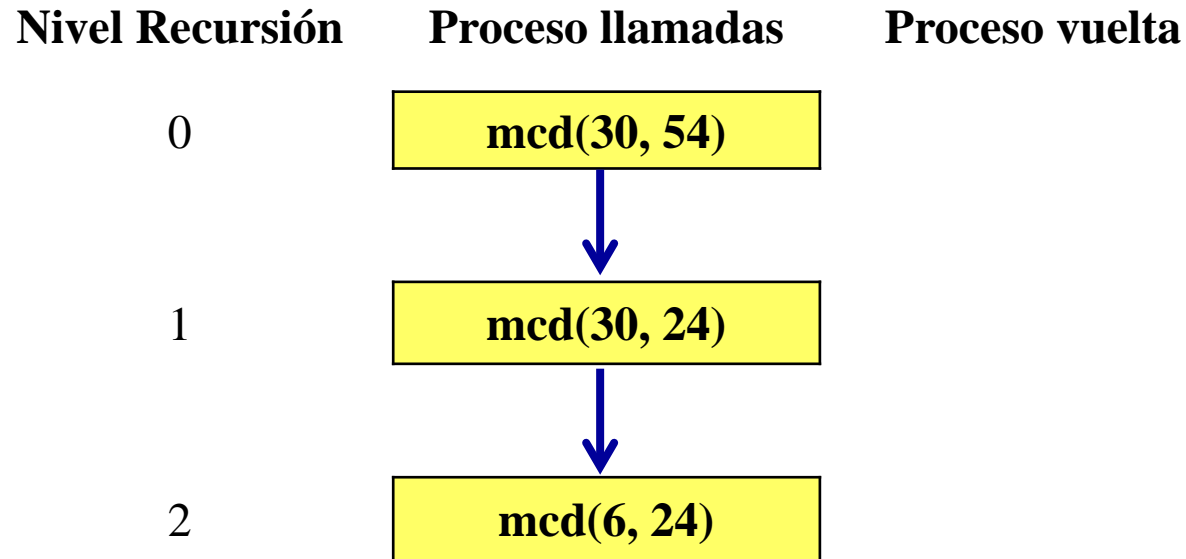 Nivel Recursión Proceso llamadas Proceso vuelta
0 mcd(30, 54)
1 mcd(30, 24)
2 mcd(6, 24)